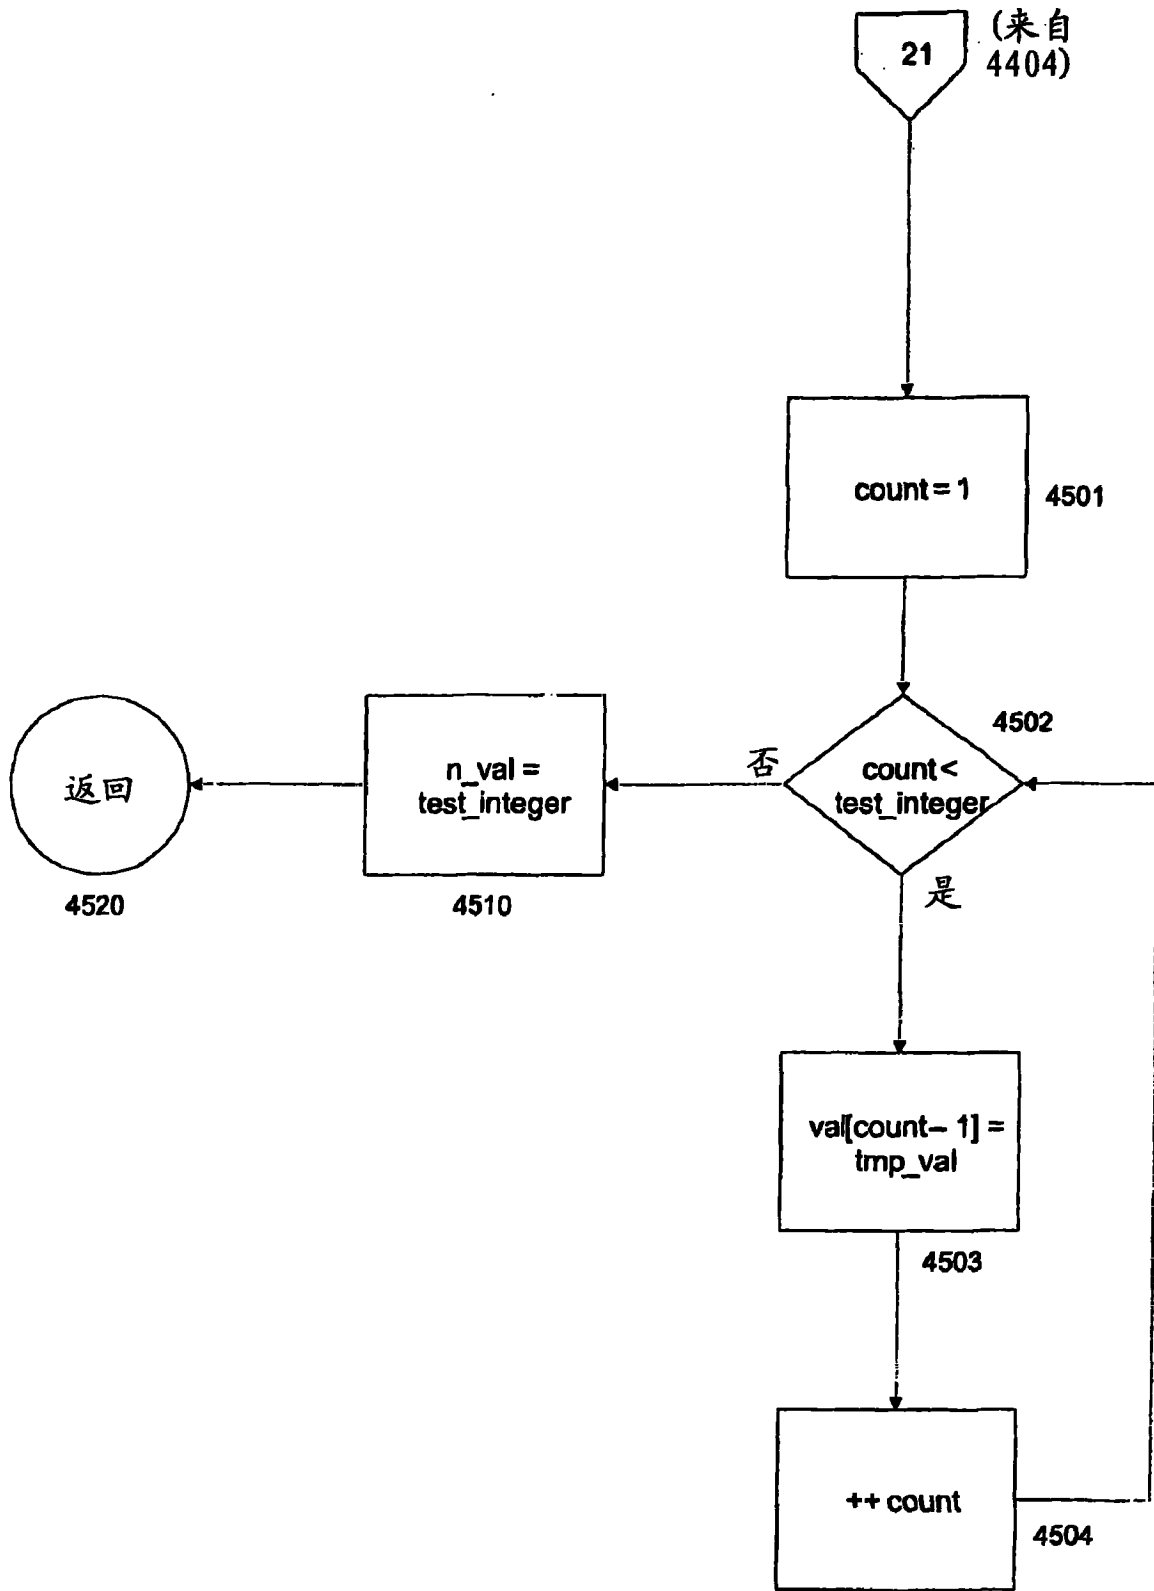 21
(来自
4404)
count = 1
4501
4502
count <
test_integer
否
是
n_val =
test_integer
4510
返回
4520
val[count– 1] =
tmp_val
4503
++ count
4504